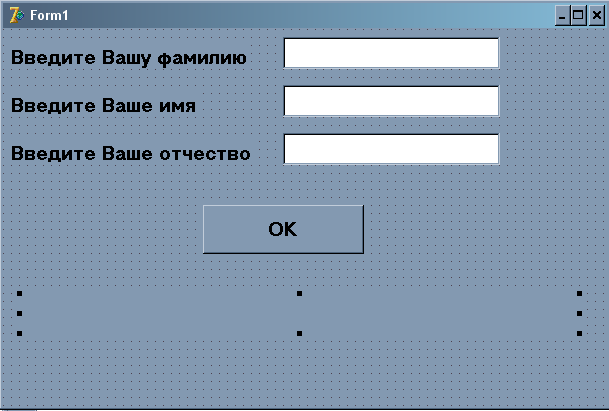 Form1
Введите Вашу фамилию
Введите Ваше имя
Введите Ваше отчество
OK